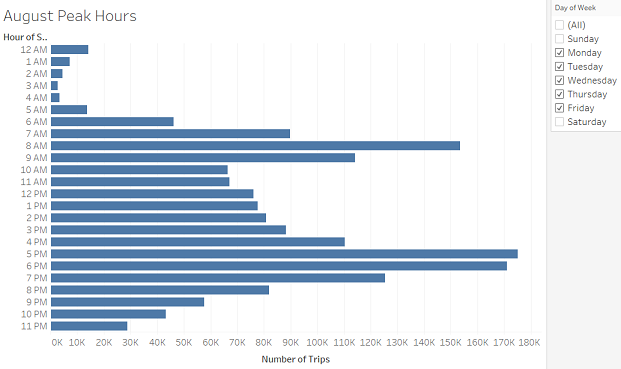 August Peak Hours
Hour of S..
12 AM
1 AM
2 AM
3 AM
4 AM
5 AM
6 AM
7 AM
8 AM
9 AM
10 AM
11 AM
12 PM
1 PM
2 PM
3 PM
4 PM
5 PM
6 PM
7 PM
8 PM
9 PM
10 PM
11 PM
0K 10K 20K 30K 40K 50K 60K 70K 80K 90K 100K 110K 120K 130K 140K 150K 160K 170K 180K
Number of Trips
Day of Week
(All)
Sunday
Monday
Tuesday
Wednesday
Thursday
Friday
Saturday